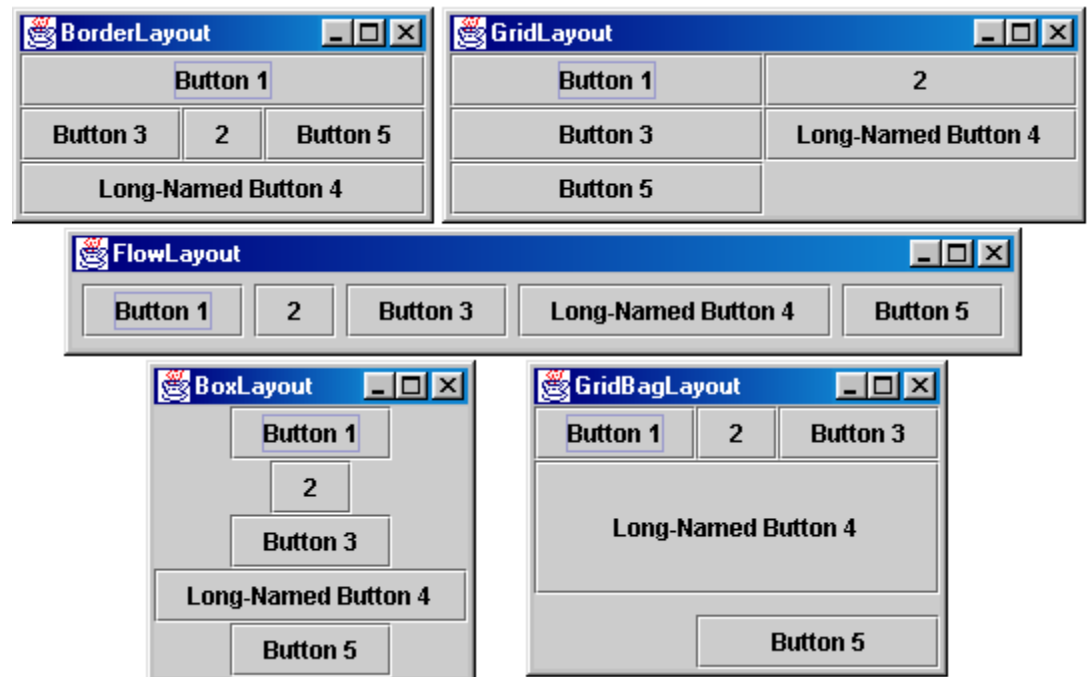 BorderLayout
Button 1
Button 3 2 Button 5
Long-Named Button 4
GridLayout
Button 1 2
Button 3 Long-Named Button 4
Button 5
FlowLayout
Button 1 2 Button 3 Long-Named Button 4 Button 5
BoxLayout
Button 1
2
Button 3
Long-Named Button 4
Button 5
GridBagLayout
Button 1 2 Button 3
Long-Named Button 4
Button 5